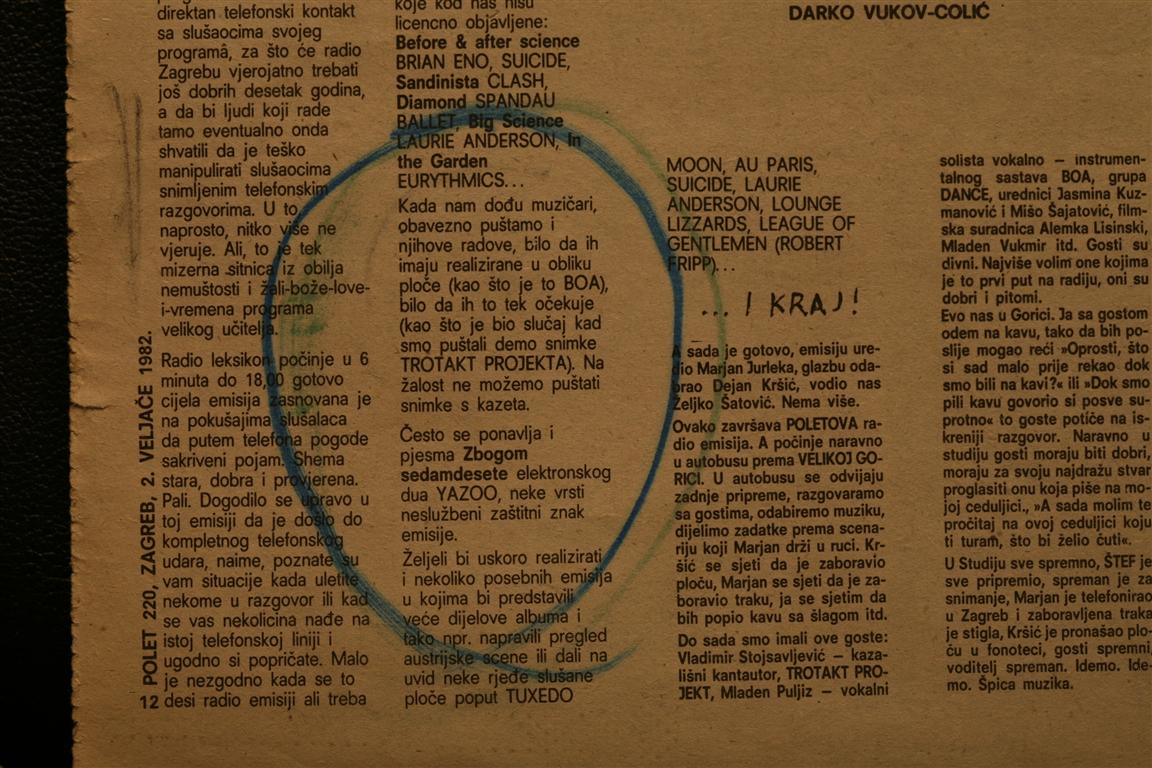 direktan telefonski kontakt
sa slušaocima svojeg
programâ, za što će radio
Zagrebu vjerojatno trebati
još dobrih desetak godina,
a da bi ljudi koji rade
tamo eventualno onda
shvatili da je teško
manipulirati slušaocima
snimljenim telefonskim
razgovorima. U to,
naprosto, nitko više ne
vjeruje. Ali, to je tek
mizerna sitnica iz obilja
nemuštosti i žali-bože-love-
i-vremena programa
velikog učitelja.
Radio leksikon počinje u 6
minuta do 18,00 gotovo
cijela emisija zasnovana je
na pokušajima slušalaca
da putem telefona pogode
sakriveni pojam. Shema
stara, dobra i provjerena.
Pali. Dogodilo se upravo u
toj emisiji da je došlo do
kompletnog telefonskog
udara, naime, poznate su
vam situacije kada uletite
nekome u razgovor ili kad
se vas nekolicina nađe na
istoj telefonskoj liniji i
ugodno si popričate. Malo
je nezgodno kada se to
desi radio emisiji ali treba
12 POLET 220, ZAGREB, 2. VELJAČE 1982.
koje kod nas nisu
licencno objavljene:
Before & after science
BRIAN ENO, SUICIDE,
Sandinista CLASH,
Diamond SPANDAU
BALLET, Big Science
LAURIE ANDERSON, In
the Garden
EURYTHMICS...
Kada nam dođu muzičari,
obavezno puštamo i
njihove radove, bilo da ih
imaju realizirane u obliku
ploče (kao što je to BOA),
bilo da ih to tek očekuje
(kao što je bio slučaj kad
smo puštali demo snimke
TROTAKT PROJEKTA). Na
žalost ne možemo puštati
snimke s kazeta.
Često se ponavlja i
pjesma Zbogom
sedamdesete elektronskog
dua YAZOO, neke vrsti
neslužbeni zaštitni znak
emisije.
Željeli bi uskoro realizirati
i nekoliko posebnih emisija
u kojima bi predstavili
veće dijelove albuma i
tako npr. napravili pregled
austrijske scene ili dali na
uvid neke rjeđe slušane
ploče poput TUXEDO
DARKO VUKOV-COLIĆ
MOON, AU PARIS,
SUICIDE, LAURIE
ANDERSON, LOUNGE
LIZZARDS, LEAGUE OF
GENTLEMEN (ROBERT
FRIPP)...
... I KRAJ!
A sada je gotovo, emisiju ure-
dio Marjan Jurleka, glazbu oda-
brao Dejan Kršić, vodio nas
Željko Šatović. Nema više.
Ovako završava POLETOVA ra-
dio emisija. A počinje naravno
u autobusu prema VELIKOJ GO-
RICI. U autobusu se odvijaju
zadnje pripreme, razgovaramo
sa gostima, odabiremo muziku,
dijelimo zadatke prema scena-
riju koji Marjan drži u ruci. Kr-
šić se sjeti da je zaboravio
ploču, Marjan se sjeti da je za-
boravio traku, ja se sjetim da
bih popio kavu sa šlagom itd.
Do sada smo imali ove goste:
Vladimir Stojsavljević – kaza-
lišni kantautor, TROTAKT PRO-
JEKT, Mladen Puljiz – vokalni
solista vokalno – instrumen-
talnog sastava BOA, grupa
DANCE, urednici Jasmina Kuz-
manović i Mišo Šajatović, film-
ska suradnica Alemka Lisinski,
Mladen Vukmir itd. Gosti su
divni. Najviše volim one kojima
je to prvi put na radiju, oni su
dobri i pitomi.
Evo nas u Gorici. Ja sa gostom
odem na kavu, tako da bih po-
slije mogao reći »Oprosti, što
si sad malo prije rekao dok
smo bili na kavi?« ili »Dok smo
pili kavu govorio si posve su-
protno« to goste potiče na is-
kreniji razgovor. Naravno u
studiju gosti moraju biti dobri,
moraju za svoju najdražu stvar
proglasiti onu koja piše na mo-
joj ceduljici., »A sada molim te
pročitaj na ovoj ceduljici koju
ti turam, što bi želio ćuti«.
U Studiju sve spremno, ŠTEF je
sve pripremio, spreman je za
snimanje, Marjan je telefonirao
u Zagreb i zaboravljena traka
je stigla, Kršić je pronašao plo-
ču u fonoteci, gosti spremni,
voditelj spreman. Idemo. Ide-
mo. Špica muzika.